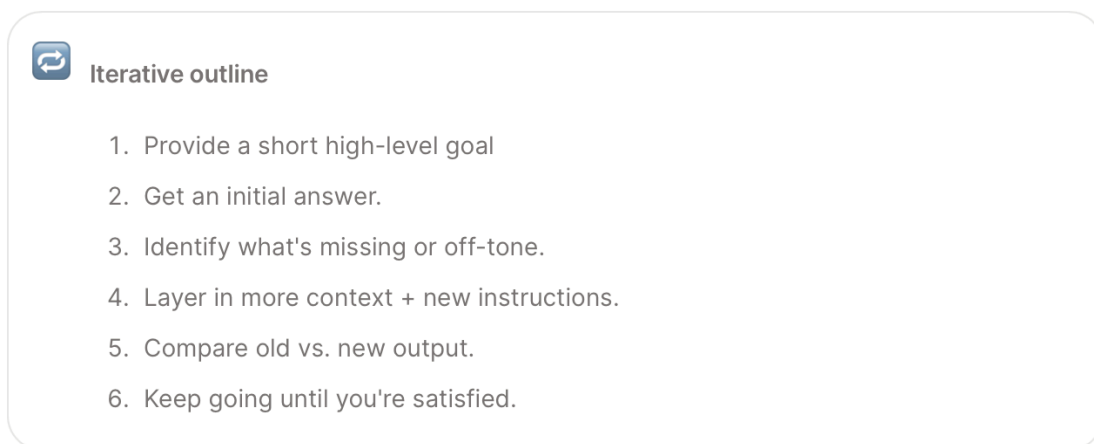 Iterative outline
1. Provide a short high-level goal
2. Get an initial answer.
3. Identify what's missing or off-tone.
4. Layer in more context + new instructions.
5. Compare old vs. new output.
6. Keep going until you're satisfied.